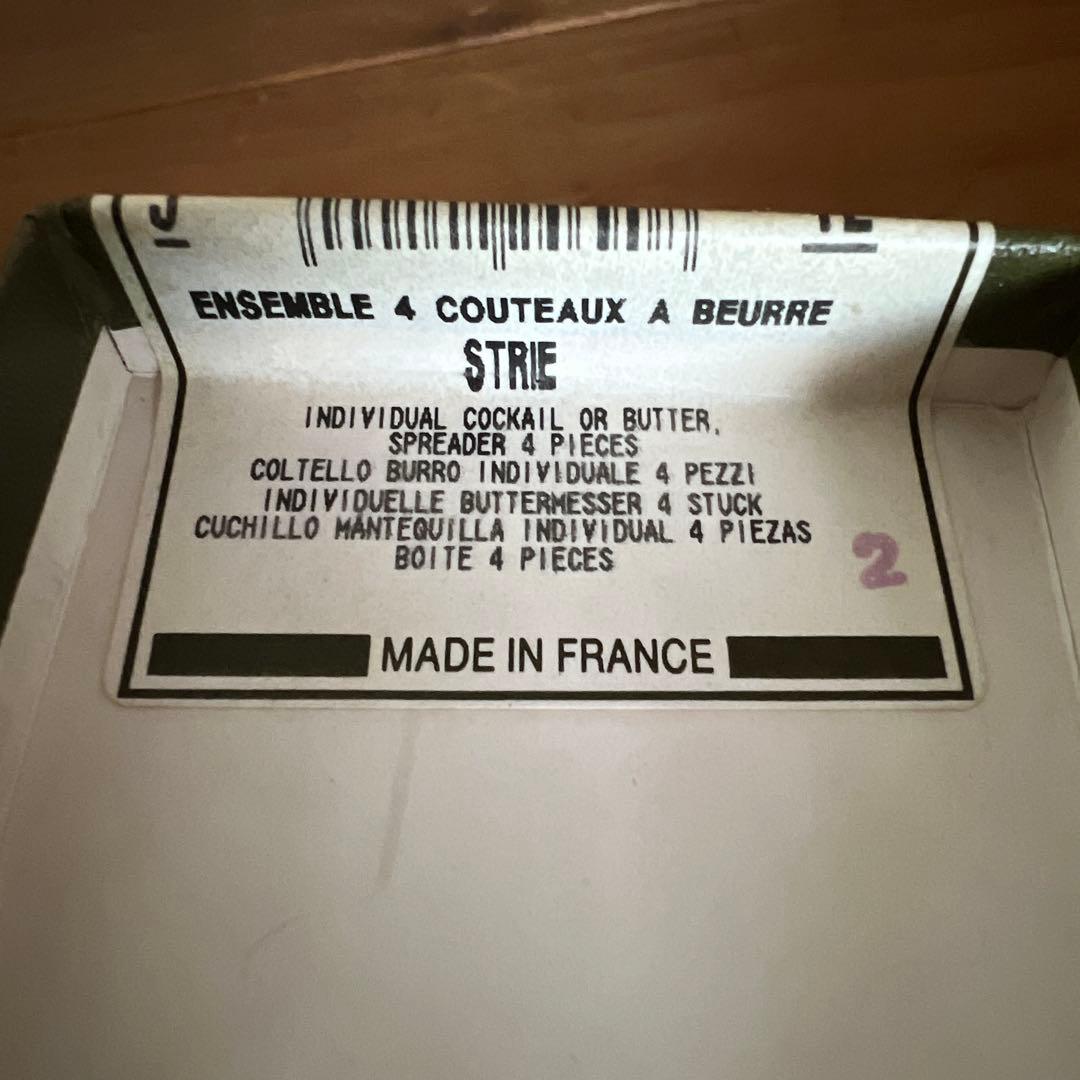 ENSEMBLE 4 COUTEAUX A BEURRE
STRIE
INDIVIDUAL COCKAIL OR BUTTER,
SPREADER 4 PIECES
COLTELLO BURRO INDIVIDUALE 4 PEZZI
INDIVIDUELLE BUTTERMESSER 4 STUCK
CUCHILLO MANTEQUILLA INDIVIDUAL 4 PIEZAS
BOITE 4 PIECES
2
MADE IN FRANCE